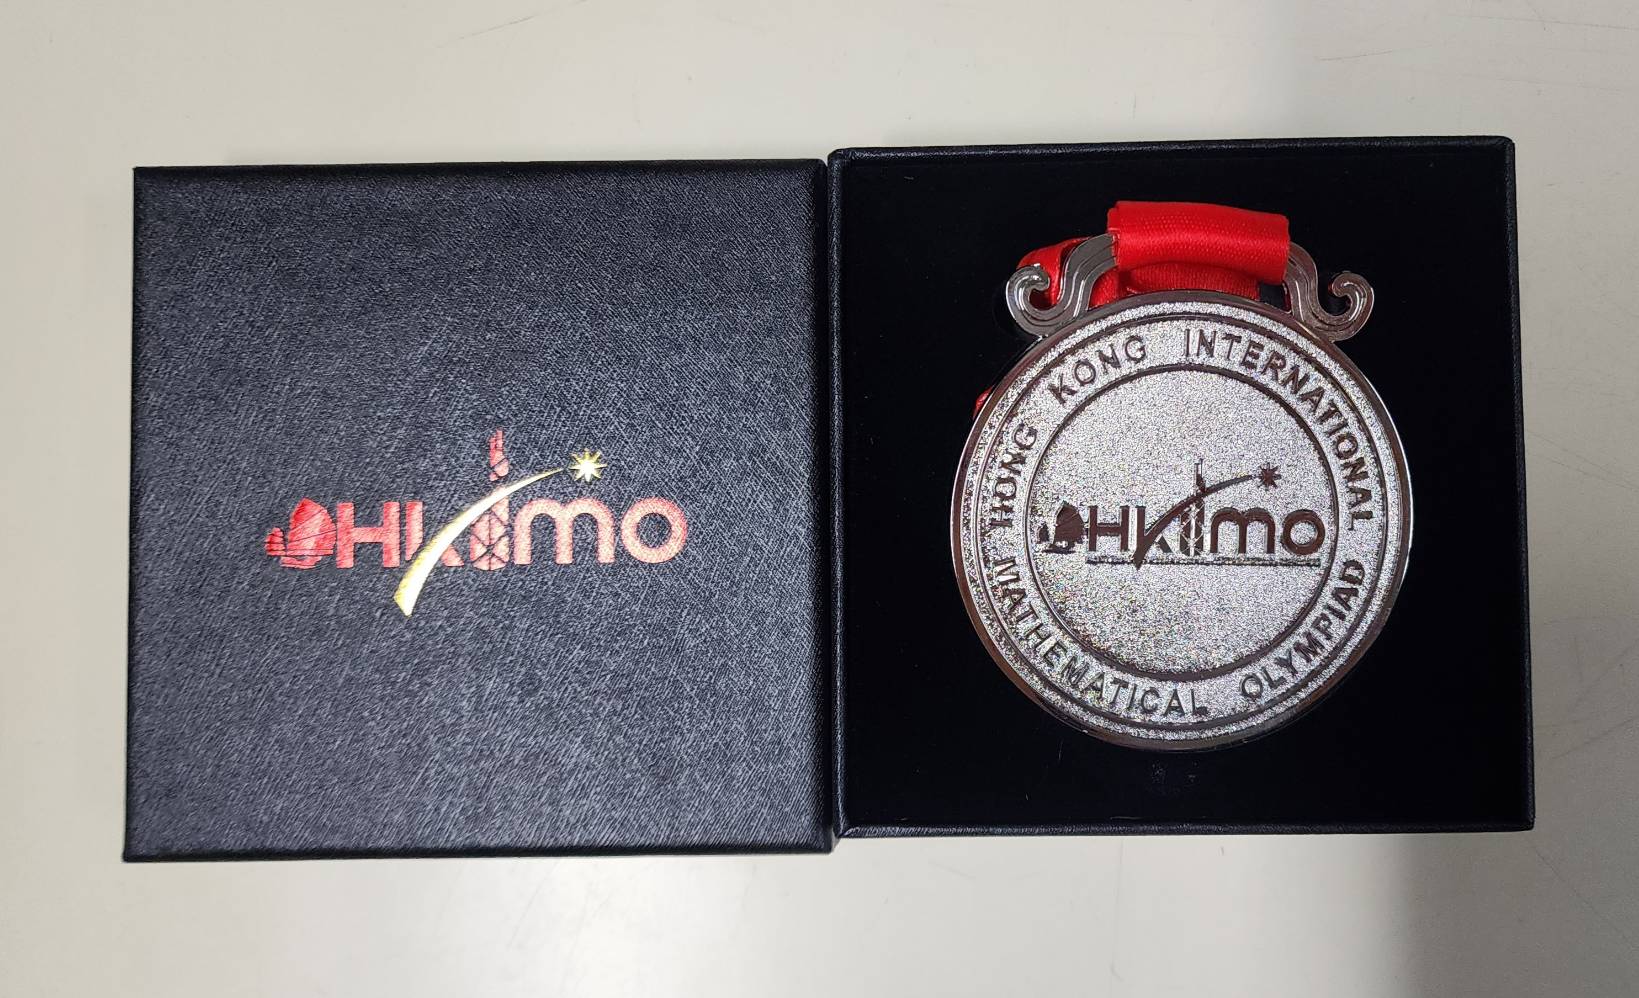 HKIMO
HONG KONG INTERNATIONAL
MATHEMATICAL OLYMPIAD
HKIMO